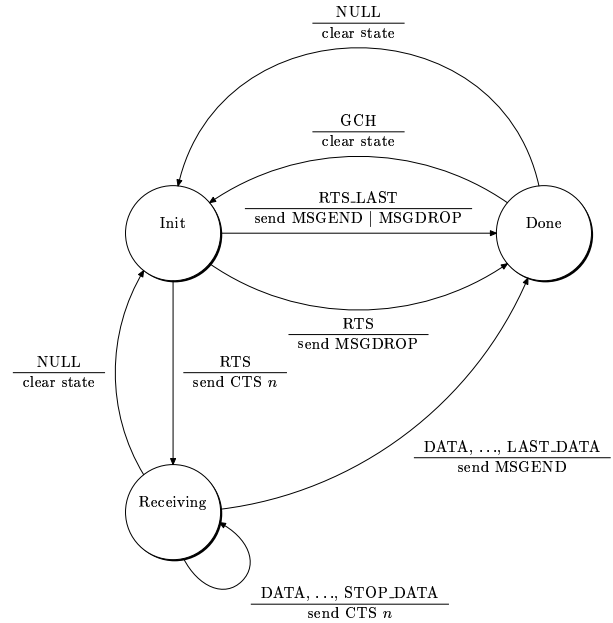 NULL
clear state
GCH
clear state
RTS_LAST
send MSGEND | MSGDROP
Init
Done
RTS
send MSGDROP
NULL
clear state
RTS
send CTS n
DATA, ..., LAST_DATA
send MSGEND
Receiving
DATA, ..., STOP_DATA
send CTS n